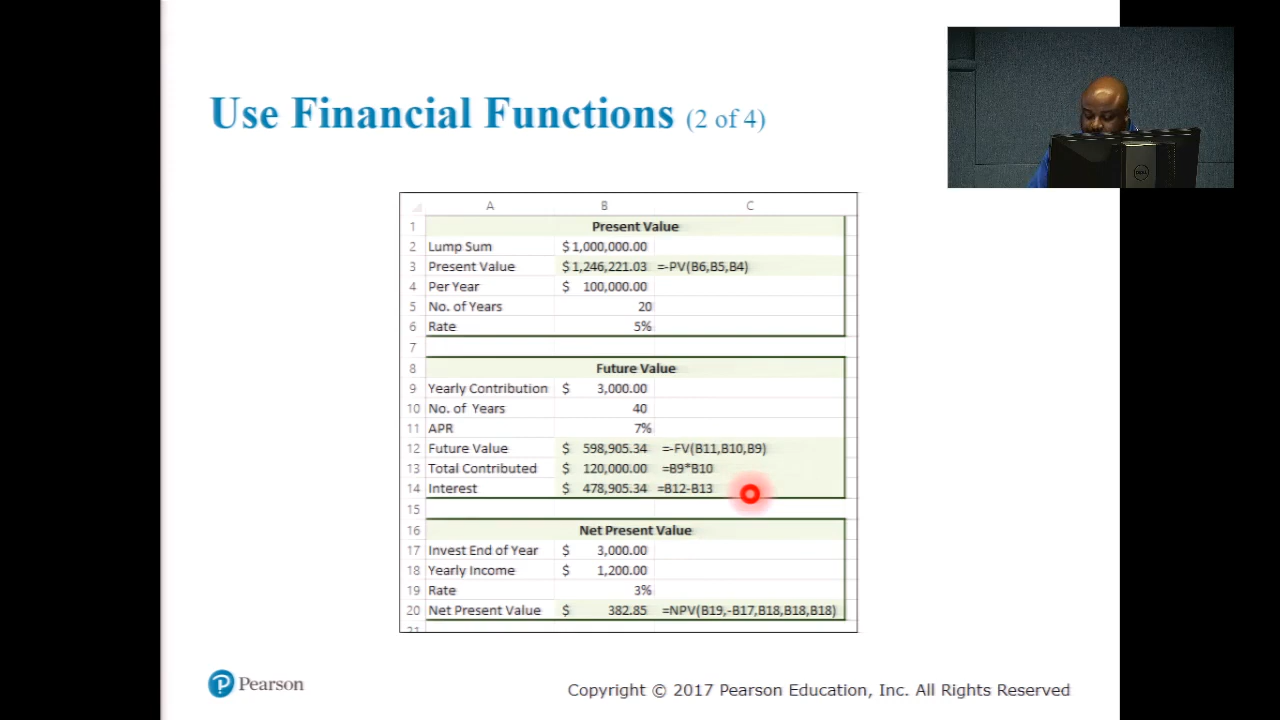 Use Financial Functions (2 of 4)
A B C
1 Present Value
2 Lump Sum $ 1,000,000.00
3 Present Value $ 1,246,221.03 =-PV(B6,B5,B4)
4 Per Year $ 100,000.00
5 No. of Years 20
6 Rate 5%
7
8 Future Value
9 Yearly Contribution $ 3,000.00
10 No. of Years 40
11 APR 7%
12 Future Value $ 598,905.34 =-FV(B11,B10,B9)
13 Total Contributed $ 120,000.00 =B9*B10
14 Interest $ 478,905.34 =B12-B13
15
16 Net Present Value
17 Invest End of Year $ 3,000.00
18 Yearly Income $ 1,200.00
19 Rate 3%
20 Net Present Value $ 382.85 =NPV(B19,-B17,B18,B18,B18)
21
Pearson
Copyright © 2017 Pearson Education, Inc. All Rights Reserved
DELL